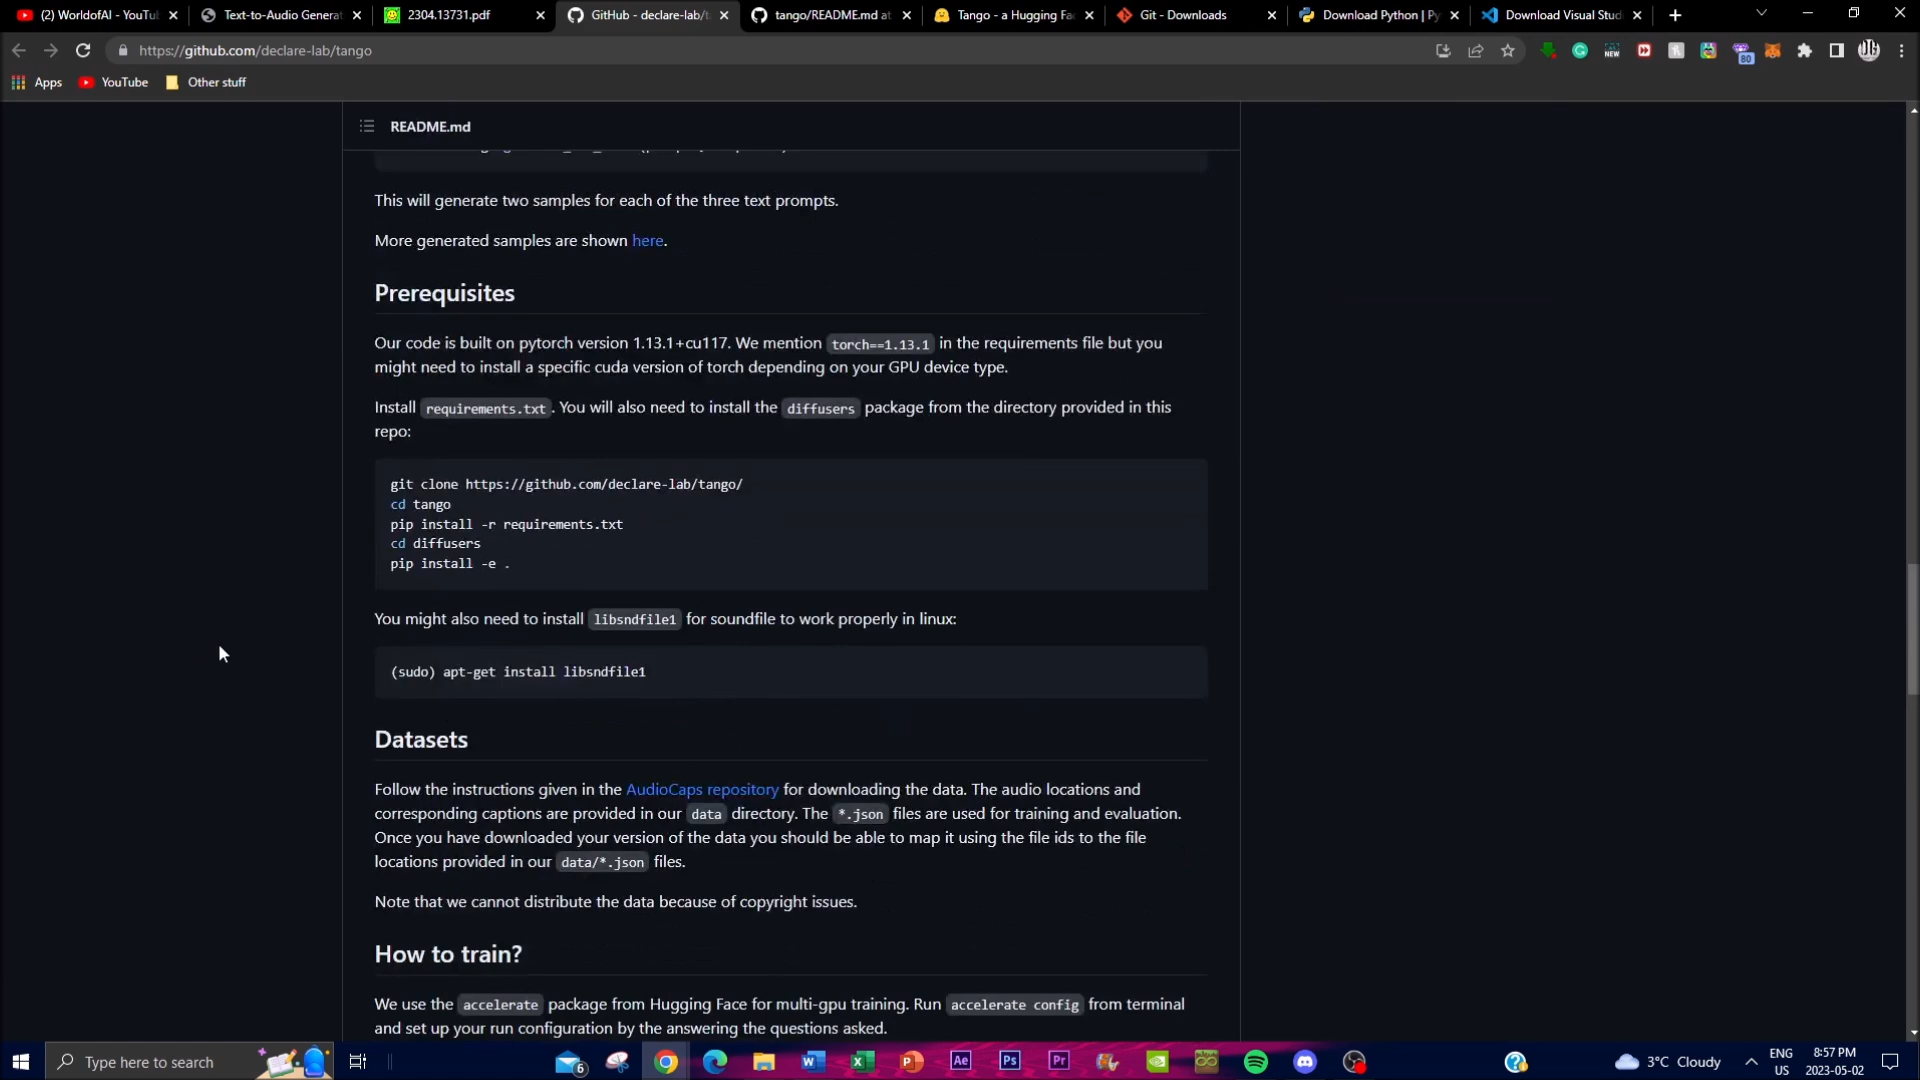 (2) WorldofAI - YouTu
Text-to-Audio Generat
2304.13731.pdf
GitHub - declare-lab/t
tango/README.md at
Tango - a Hugging Fac
Git - Downloads
Download Python | Py
Download Visual Stud
https://github.com/declare-lab/tango
NEW
80
Apps
YouTube
Other stuff
README.md
This will generate two samples for each of the three text prompts.
More generated samples are shown here.
Prerequisites
Our code is built on pytorch version 1.13.1+cu117. We mention torch==1.13.1 in the requirements file but you
might need to install a specific cuda version of torch depending on your GPU device type.
Install requirements.txt. You will also need to install the diffusers package from the directory provided in this
repo:
git clone https://github.com/declare-lab/tango/
cd tango
pip install -r requirements.txt
cd diffusers
pip install -e .
You might also need to install libsndfile1 for soundfile to work properly in linux:
(sudo) apt-get install libsndfile1
Datasets
Follow the instructions given in the AudioCaps repository for downloading the data. The audio locations and
corresponding captions are provided in our data directory. The *.json files are used for training and evaluation.
Once you have downloaded your version of the data you should be able to map it using the file ids to the file
locations provided in our data/*.json files.
Note that we cannot distribute the data because of copyright issues.
How to train?
We use the accelerate package from Hugging Face for multi-gpu training. Run accelerate config from terminal
and set up your run configuration by the answering the questions asked.
Type here to search
6
Ae
Ps
Pr
3°C Cloudy
ENG
US
8:57 PM
2023-05-02